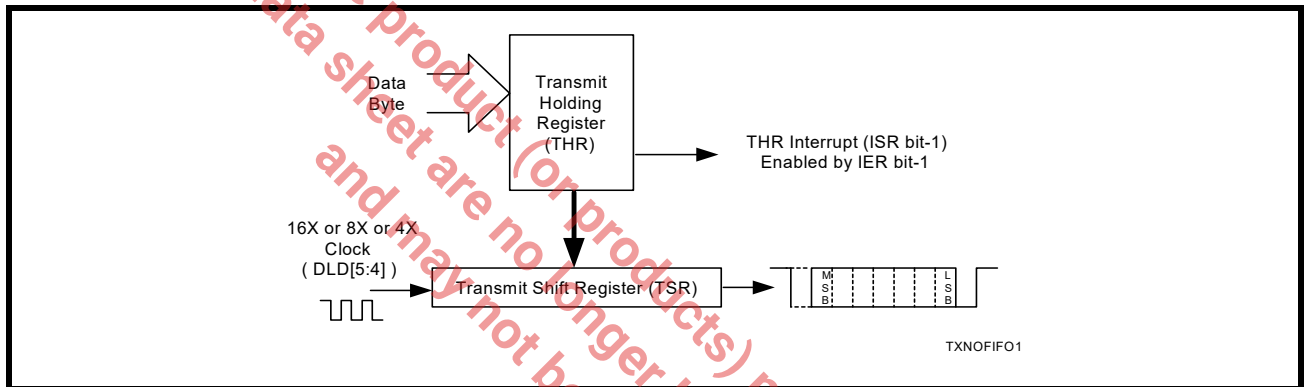 Data
Byte
Transmit
Holding
Register
(THR)
THR Interrupt (ISR bit-1)
Enabled by IER bit-1
16X or 8X or 4X
Clock
( DLD[5:4] )
Transmit Shift Register (TSR)
M
S
B
L
S
B
TXNOFIFO1
product (or products)
data sheet are no longer
and may not be